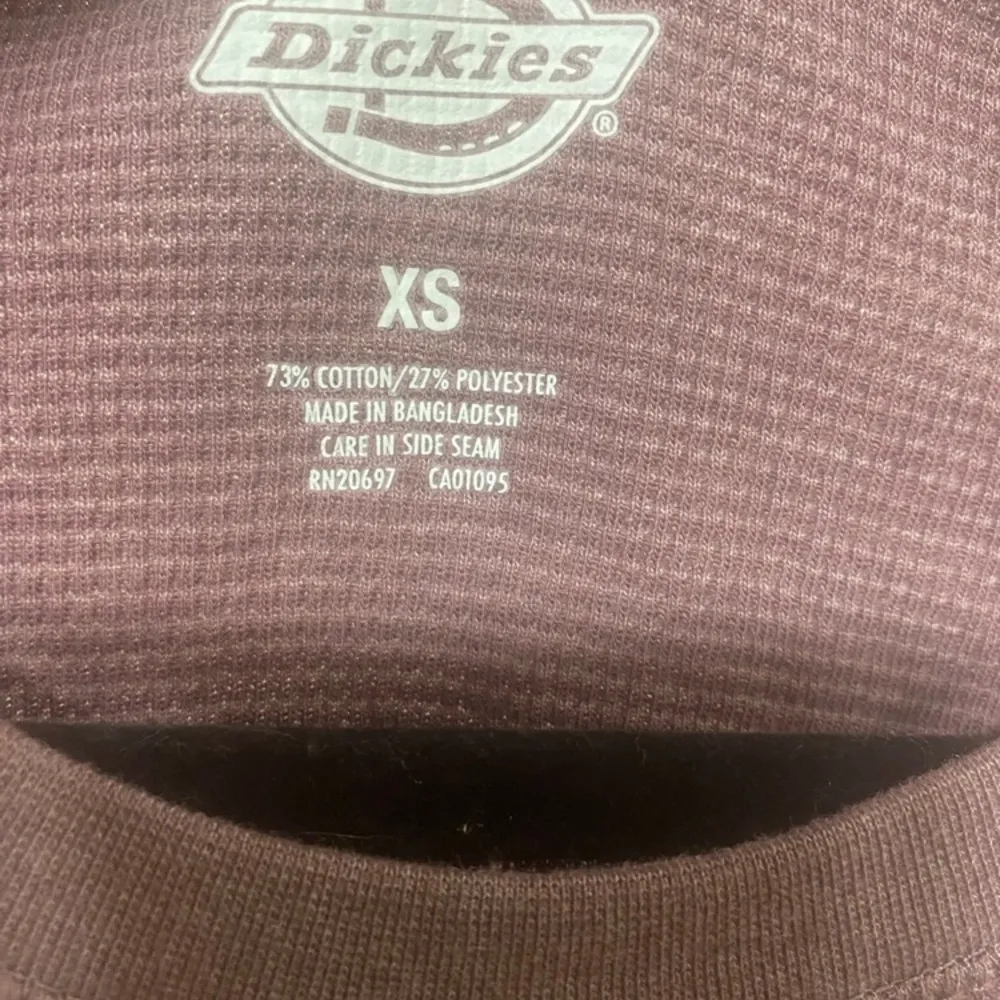 Dickies
®
XS
73% COTTON/27% POLYESTER
MADE IN BANGLADESH
CARE IN SIDE SEAM
RN20697 CA01095